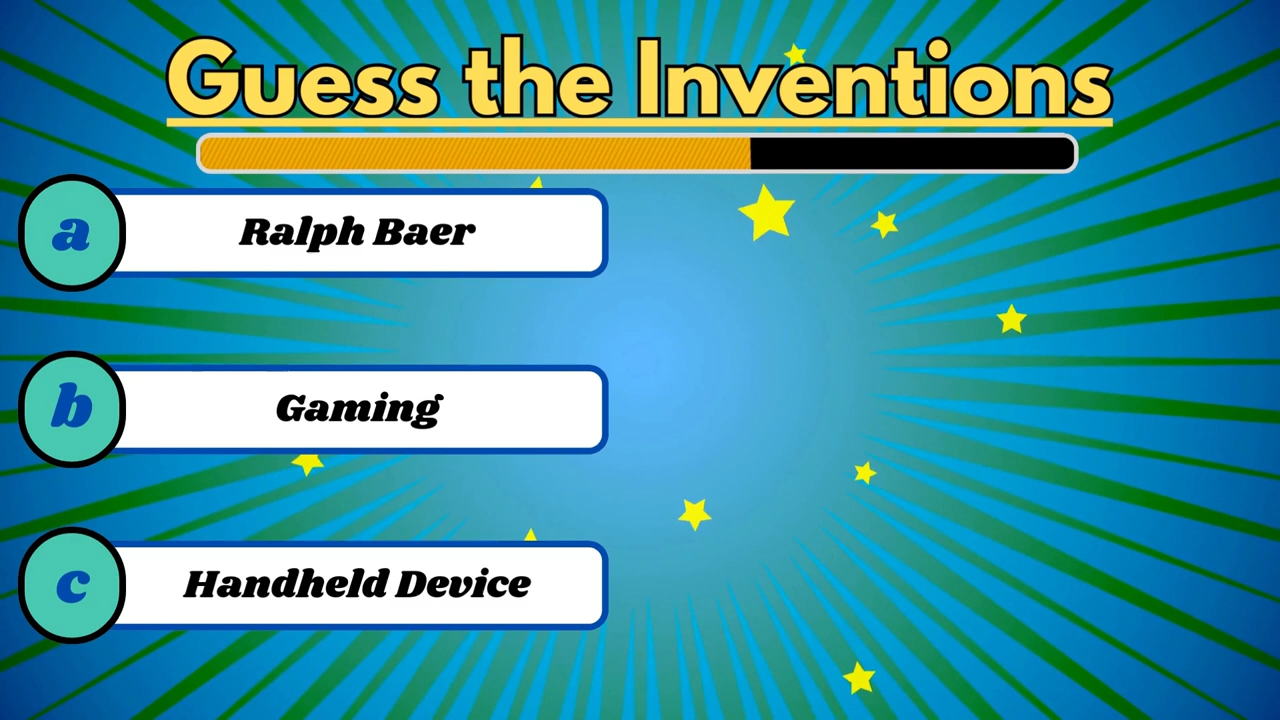 Guess the Inventions
a
Ralph Baer
b
Gaming
c
Handheld Device